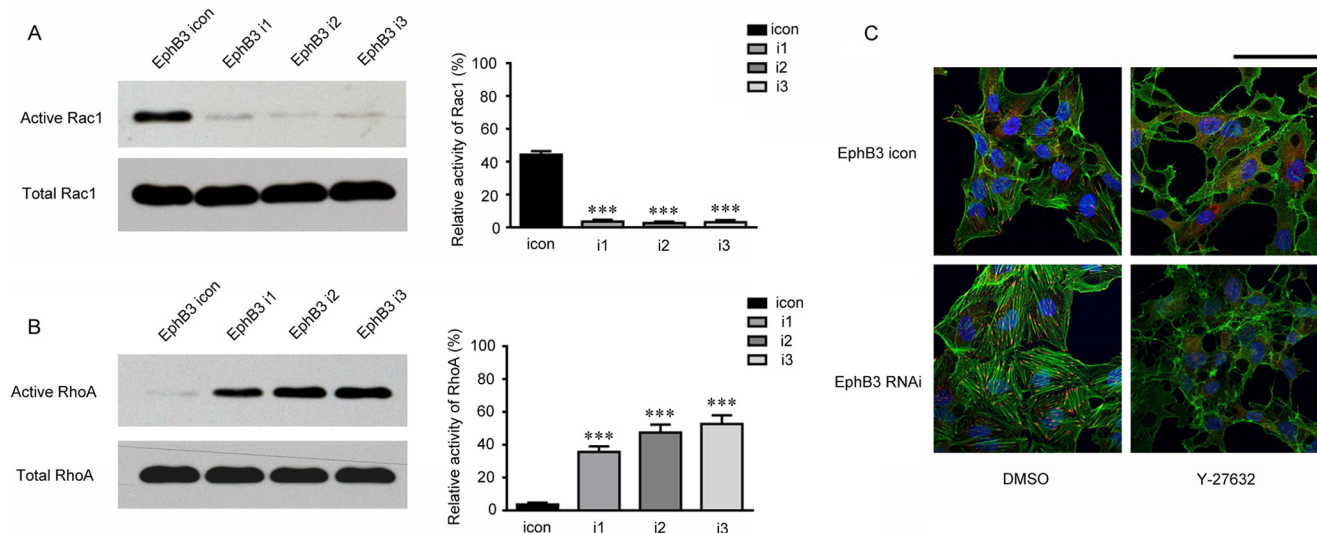 A
EphB3 icon
EphB3 i1
EphB3 i2
EphB3 i3
Active Rac1
Total Rac1
Relative activity of Rac1 (%)
100
80
60
40
20
0
***
***
***
icon
i1
i2
i3
icon
i1
i2
i3
B
EphB3 icon
EphB3 i1
EphB3 i2
EphB3 i3
Active RhoA
Total RhoA
Relative activity of RhoA (%)
100
80
60
40
20
0
***
***
***
icon
i1
i2
i3
icon
i1
i2
i3
C
EphB3 icon
EphB3 RNAi
DMSO
Y-27632